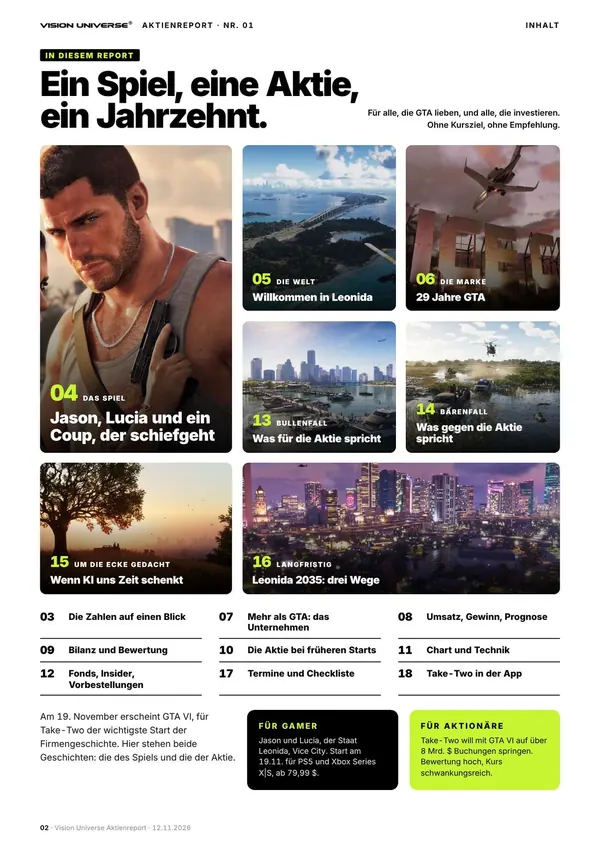 VISION UNIVERSE® AKTIENREPORT · NR. 01
INHALT
IN DIESEM REPORT
Ein Spiel, eine Aktie,
ein Jahrzehnt.
Für alle, die GTA lieben, und alle, die investieren.
Ohne Kursziel, ohne Empfehlung.
04 DAS SPIEL
Jason, Lucia und ein
Coup, der schiefgeht
05 DIE WELT
Willkommen in Leonida
06 DIE MARKE
29 Jahre GTA
13 BULLENFALL
Was für die Aktie spricht
14 BÄRENFALL
Was gegen die Aktie
spricht
15 UM DIE ECKE GEDACHT
Wenn KI uns Zeit schenkt
16 LANGFRISTIG
Leonida 2035: drei Wege
03 Die Zahlen auf einen Blick
07 Mehr als GTA: das
Unternehmen
08 Umsatz, Gewinn, Prognose
09 Bilanz und Bewertung
10 Die Aktie bei früheren Starts
11 Chart und Technik
12 Fonds, Insider,
Vorbestellungen
17 Termine und Checkliste
18 Take-Two in der App
Am 19. November erscheint GTA VI, für
Take-Two der wichtigste Start der
Firmengeschichte. Hier stehen beide
Geschichten: die des Spiels und die der Aktie.
FÜR GAMER
Jason und Lucia, der Staat
Leonida, Vice City. Start am
19.11. für PS5 und Xbox Series
X|S, ab 79,99 $.
FÜR AKTIONÄRE
Take-Two will mit GTA VI auf über
8 Mrd. $ Buchungen springen.
Bewertung hoch, Kurs
schwankungsreich.
02 · Vision Universe Aktienreport · 12.11.2026